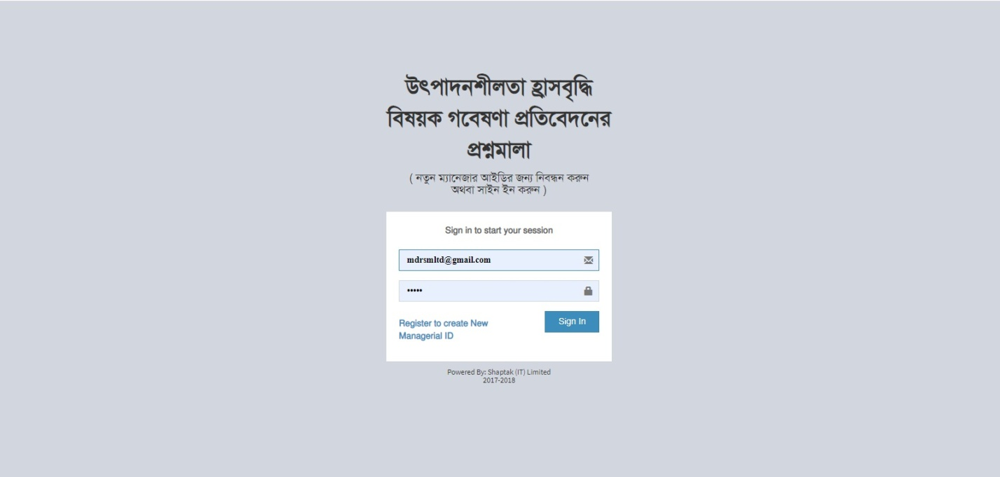 উৎপাদনশীলতা হ্রাসবৃদ্ধি
বিষয়ক গবেষণা প্রতিবেদনের
প্রশ্নমালা
( নতুন ম্যানেজার আইডির জন্য নিবন্ধন করুন
অথবা সাইন ইন করুন )
Sign in to start your session
mdrsmltd@gmail.com
•••••
Register to create New
Managerial ID
Sign In
Powered By: Shaptak (IT) Limited
2017-2018